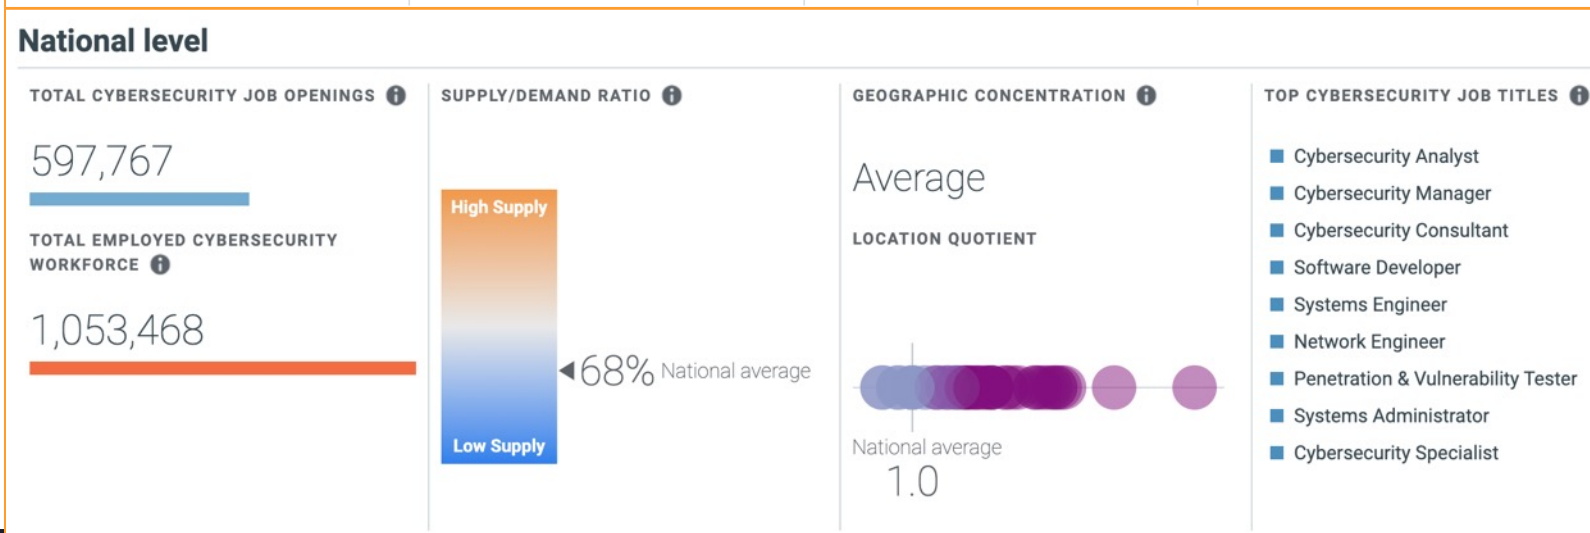 National level
TOTAL CYBERSECURITY JOB OPENINGS
597,767
TOTAL EMPLOYED CYBERSECURITY
WORKFORCE
1,053,468
SUPPLY/DEMAND RATIO
High Supply
68% National average
Low Supply
GEOGRAPHIC CONCENTRATION
Average
LOCATION QUOTIENT
National average
1.0
TOP CYBERSECURITY JOB TITLES
Cybersecurity Analyst
Cybersecurity Manager
Cybersecurity Consultant
Software Developer
Systems Engineer
Network Engineer
Penetration & Vulnerability Tester
Systems Administrator
Cybersecurity Specialist